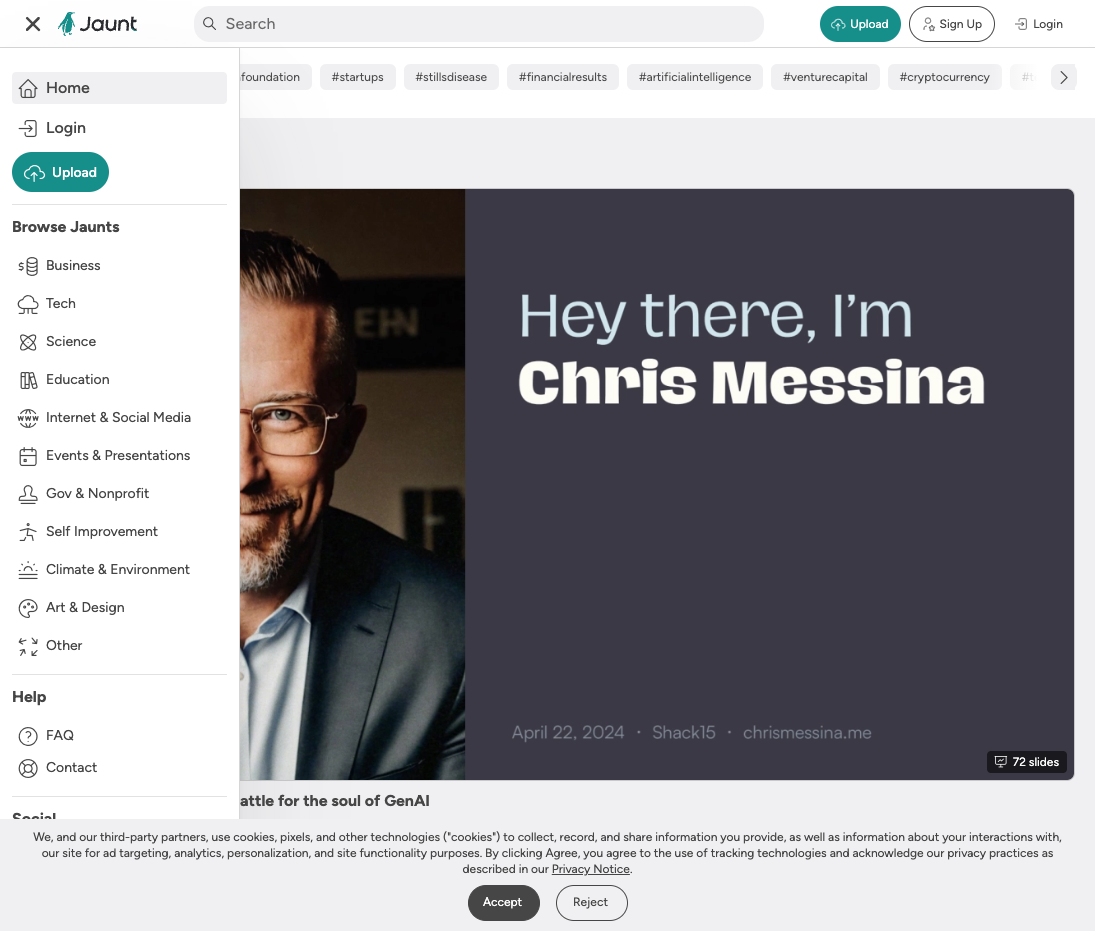 Jaunt
Search
Upload
Sign Up
Login
Home
Login
Upload
Browse Jaunts
Business
Tech
Science
Education
Internet & Social Media
Events & Presentations
Gov & Nonprofit
Self Improvement
Climate & Environment
Art & Design
Other
Help
FAQ
Contact
Social
foundation
#startups
#stillsdisease
#financialresults
#artificialintelligence
#venturecapital
#cryptocurrency
Hey there, I'm
Chris Messina
April 22, 2024 · Shack15 · chrismessina.me
72 slides
attle for the soul of GenAI
We, and our third-party partners, use cookies, pixels, and other technologies ("cookies") to collect, record, and share information you provide, as well as information about your interactions with,
our site for ad targeting, analytics, personalization, and site functionality purposes. By clicking Agree, you agree to the use of tracking technologies and acknowledge our privacy practices as
described in our Privacy Notice.
Accept
Reject